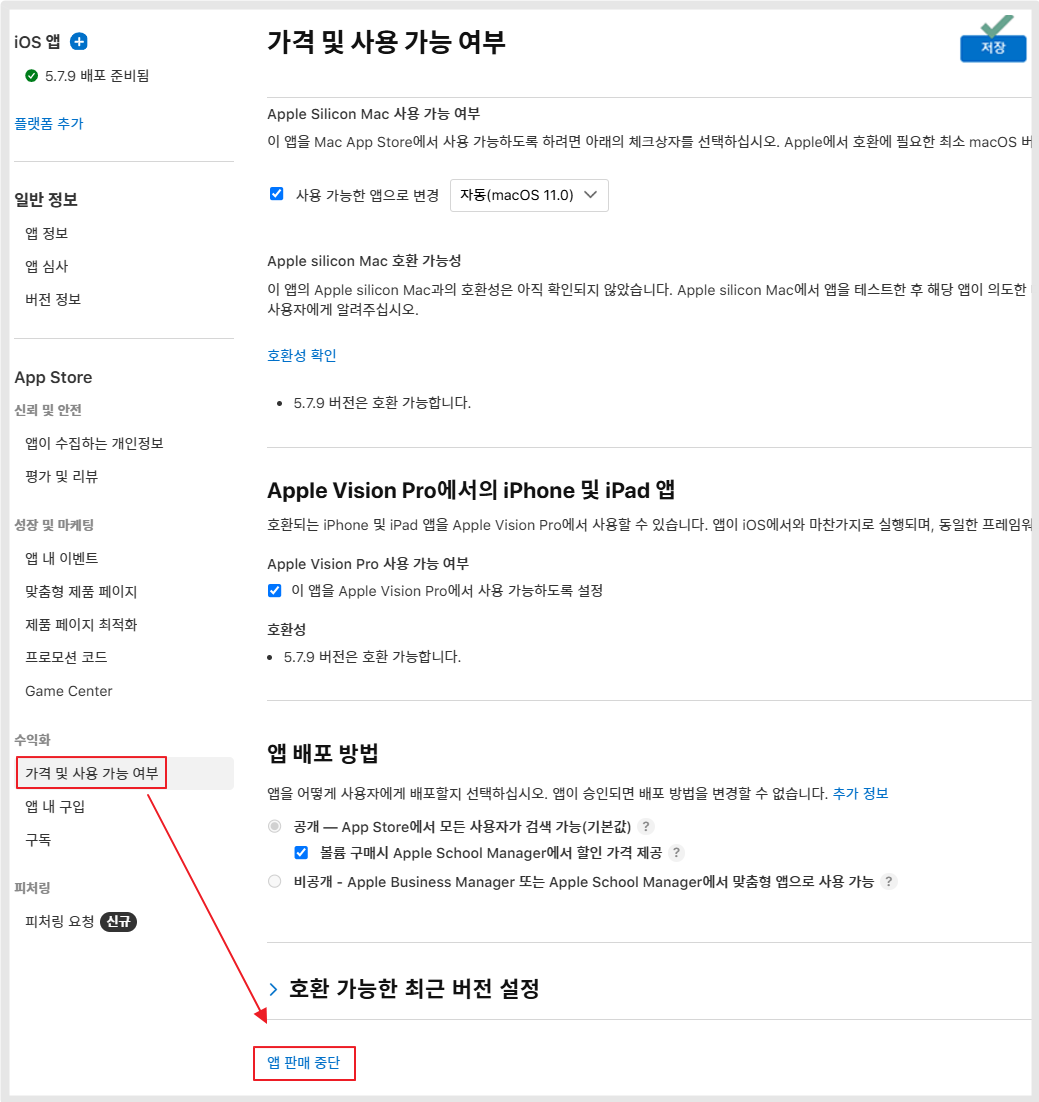 iOS 앱
5.7.9 배포 준비됨
플랫폼 추가
일반 정보
앱 정보
앱 심사
버전 정보
App Store
신뢰 및 안전
앱이 수집하는 개인정보
평가 및 리뷰
성장 및 마케팅
앱 내 이벤트
맞춤형 제품 페이지
제품 페이지 최적화
프로모션 코드
Game Center
수익화
가격 및 사용 가능 여부
앱 내 구입
구독
피처링
피처링 요청 신규
가격 및 사용 가능 여부
저장
Apple Silicon Mac 사용 가능 여부
이 앱을 Mac App Store에서 사용 가능하도록 하려면 아래의 체크상자를 선택하십시오. Apple에서 호환에 필요한 최소 macOS 버
사용 가능한 앱으로 변경 자동(macOS 11.0)
Apple silicon Mac 호환 가능성
이 앱의 Apple silicon Mac과의 호환성은 아직 확인되지 않았습니다. Apple silicon Mac에서 앱을 테스트한 후 해당 앱이 의도한
사용자에게 알려주십시오.
호환성 확인
• 5.7.9 버전은 호환 가능합니다.
Apple Vision Pro에서의 iPhone 및 iPad 앱
호환되는 iPhone 및 iPad 앱을 Apple Vision Pro에서 사용할 수 있습니다. 앱이 iOS에서와 마찬가지로 실행되며, 동일한 프레임워
Apple Vision Pro 사용 가능 여부
이 앱을 Apple Vision Pro에서 사용 가능하도록 설정
호환성
• 5.7.9 버전은 호환 가능합니다.
앱 배포 방법
앱을 어떻게 사용자에게 배포할지 선택하십시오. 앱이 승인되면 배포 방법을 변경할 수 없습니다. 추가 정보
공개 — App Store에서 모든 사용자가 검색 가능(기본값) ?
볼륨 구매시 Apple School Manager에서 할인 가격 제공 ?
비공개 - Apple Business Manager 또는 Apple School Manager에서 맞춤형 앱으로 사용 가능 ?
호환 가능한 최근 버전 설정
앱 판매 중단